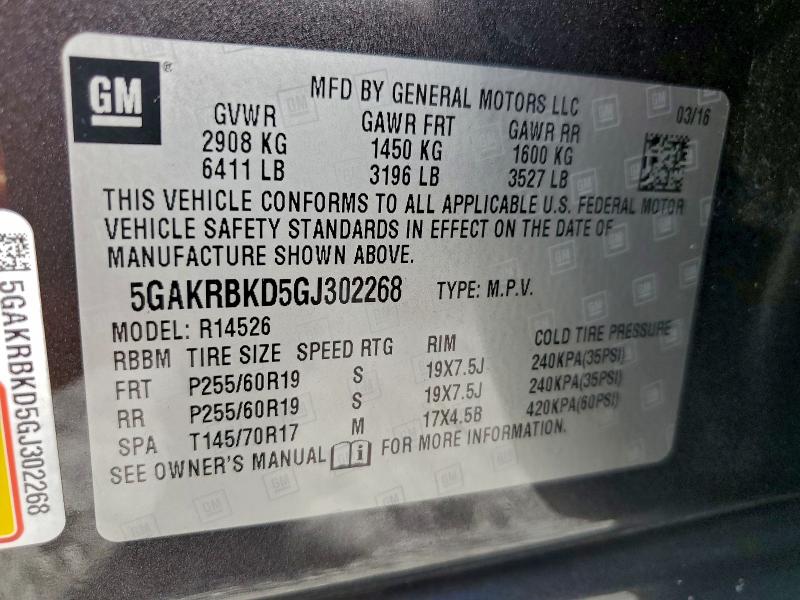 GM®
MFD BY GENERAL MOTORS LLC
03/16
GVWR GAWR FRT GAWR RR
2908 KG 1450 KG 1600 KG
6411 LB 3196 LB 3527 LB
THIS VEHICLE CONFORMS TO ALL APPLICABLE U.S. FEDERAL MOTOR
VEHICLE SAFETY STANDARDS IN EFFECT ON THE DATE OF
MANUFACTURE SHOWN ABOVE.
5GAKRBKD5GJ302268 TYPE: M.P.V.
MODEL: R14526
RBBM TIRE SIZE SPEED RTG RIM COLD TIRE PRESSURE
FRT P255/60R19 S 19X7.5J 240KPA(35PSI)
RR P255/60R19 S 19X7.5J 240KPA(35PSI)
SPA T145/70R17 M 17X4.5B 420KPA(60PSI)
SEE OWNER'S MANUAL i FOR MORE INFORMATION.
5GAKRBKD5GJ302268